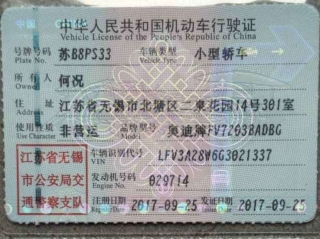 中华人民共和国机动车行驶证
Vehicle License of the People's Republic of China
号牌号码 苏B8PS33 车辆类型 小型轿车
Plate No. Vehicle Type
所有人 何况
Owner
住址 江苏省无锡市北塘区二泉花园14号301室
Address
使用性质 非营运 品牌型号 奥迪牌FV7203BADBG
Use Character Model
江苏省无锡 车辆识别代号 LFV3A28W6G3021337
VIN
市公安局交 发动机号码 029714
Engine No.
通警察支队 注册日期 2017-09-25 发证日期 2017-09-25
Register Date Issue Date